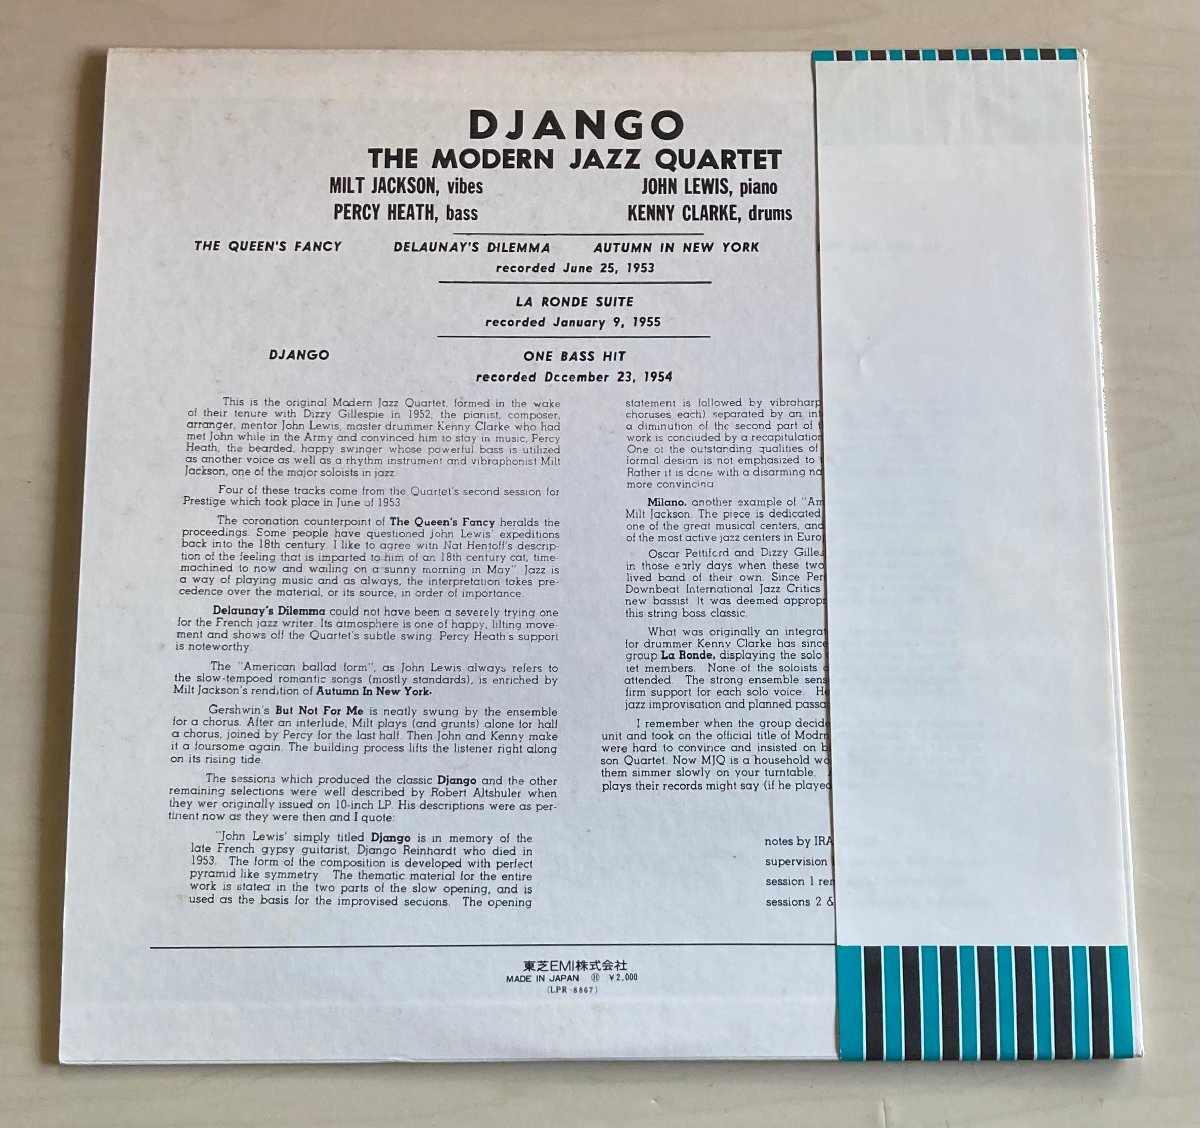 DJANGO
THE MODERN JAZZ QUARTET
MILT JACKSON, vibes JOHN LEWIS, piano
PERCY HEATH, bass KENNY CLARKE, drums
THE QUEEN'S FANCY DELAUNAY'S DILEMMA AUTUMN IN NEW YORK
recorded June 25, 1953
LA RONDE SUITE
recorded January 9, 1955
DJANGO ONE BASS HIT
recorded Dccember 23, 1954
This is the original Modern Jazz Quartet, formed in the wake
of their tenure with Dizzy Gillespie in 1952; the pianist, composer,
arranger, mentor John Lewis, master drummer Kenny Clarke who had
met John while in the Army and convinced him to stay in music, Percy
Heath, the bearded, happy swinger whose powerful bass is utilized
as another voice as well as a rhythm instrument and vibraphonist Milt
Jackson, one of the major soloists in jazz
Four of these tracks come from the Quartet's second session for
Prestige which took place in June of 1953
The coronation counterpoint of The Queen's Fancy heralds the
proceedings. Some people have questioned John Lewis' expeditions
back into the 18th century. I like to agree with Nat Hentoff's descrip-
tion of the feeling that is imparted to him of an 18th century cat, time-
machined to now and wailing on a sunny morning in May". Jazz is
a way of playing music and as always, the interpretation takes pre-
cedence over the material, or its source, in order of importance.
Delaunay's Dilemma could not have been a severely trying one
for the French jazz writer. Its atmosphere is one of happy, lilting move-
ment and shows off the Quartet's subtle swing. Percy Heath's support
is noteworthy.
The "American ballad form", as John Lewis always refers to
the slow-tempoed romantic songs (mostly standards), is enriched by
Milt Jackson's rendition of Autumn In New York.
Gershwin's But Not For Me is neatly swung by the ensemble
for a chorus. After an interlude, Milt plays (and grunts) alone for half
a chorus, joined by Percy for the last half. Then John and Kenny make
it a foursome again. The building process lifts the listener right along
on its rising tide.
The sessions which produced the classic Django and the other
remaining selections were well described by Robert Altshuler when
they wer originally issued on 10-inch LP. His descriptions were as per-
tinent now as they were then and I quote:
"John Lewis' simply titled Django is in memory of the
late French gypsy guitarist, Django Reinhardt who died in
1953. The form of the composition is developed with perfect
pyramid like symmetry The thematic material for the entire
work is stated in the two parts of the slow opening, and is
used as the basis for the improvised sections. The opening
statement is followed by vibraharp
choruses each) separated by an int
a diminution of the second part of t
work is concluded by a recapitulation
One of the outstanding qualities of
formal design is not emphasized to t
Rather it is done with a disarming na
more convincing
Milano, another example of "Am
Milt Jackson. The piece is dedicated
one of the great musical centers, and
of the most active jazz centers in Euro
Oscar Pettiford and Dizzy Gilles
in those early days when these two
lived band of their own. Since Per
Downbeat International Jazz Critics
new bassist It was deemed appropr
this string bass classic.
What was originally an integrat
for drummer Kenny Clarke has since
group La Ronde, displaying the solo
tet members. None of the soloists
attended. The strong ensemble sens
firm support for each solo voice. He
jazz improvisation and planned passa
I remember when the group decide
unit and took on the official title of Modrn
were hard to convince and insisted on b
son Quartet. Now MJQ is a household wo
them simmer slowly on your turntable.
plays their records might say (if he played
notes by IRA
supervision
session 1 rem
sessions 2 &
東芝EMI株式会社
MADE IN JAPAN Ⓗ ¥2,000
(LPR-8867)